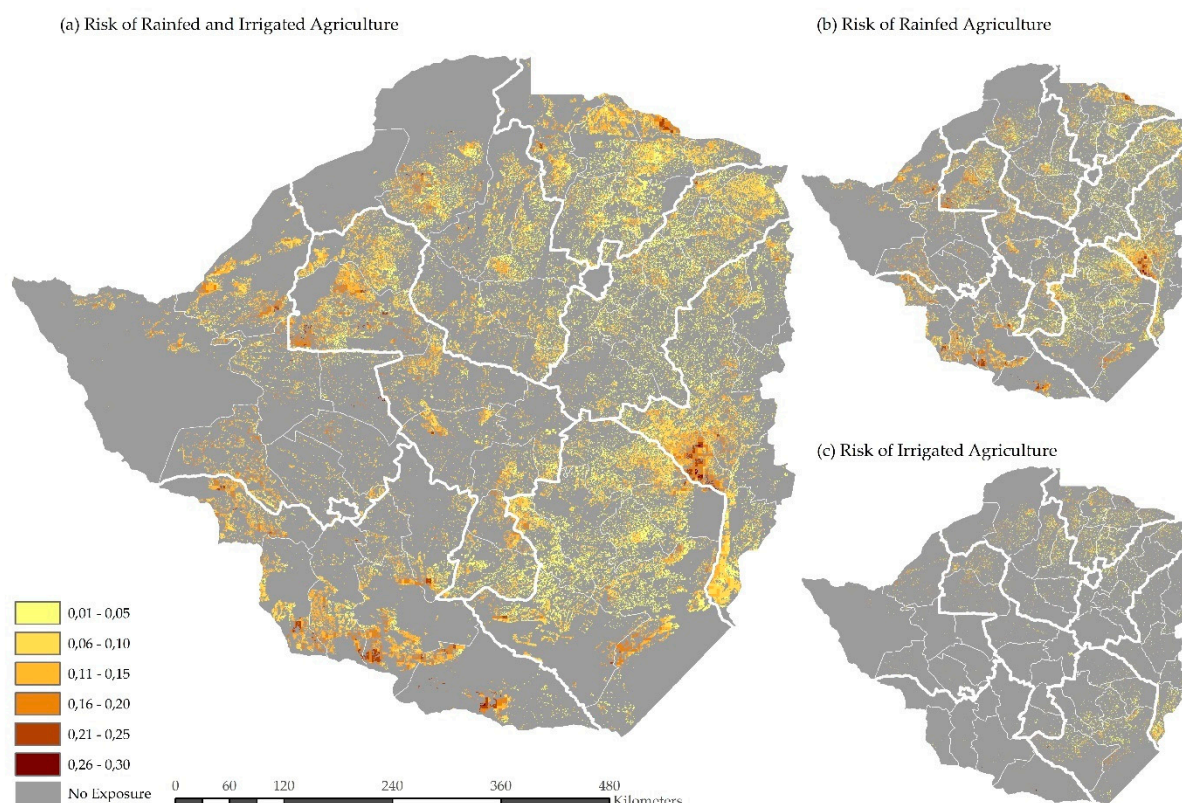 (a) Risk of Rainfed and Irrigated Agriculture
(b) Risk of Rainfed Agriculture
(c) Risk of Irrigated Agriculture
0,01 - 0,05
0,06 - 0,10
0,11 - 0,15
0,16 - 0,20
0,21 - 0,25
0,26 - 0,30
No Exposure
0 60 120 240 360 480
Kilometers